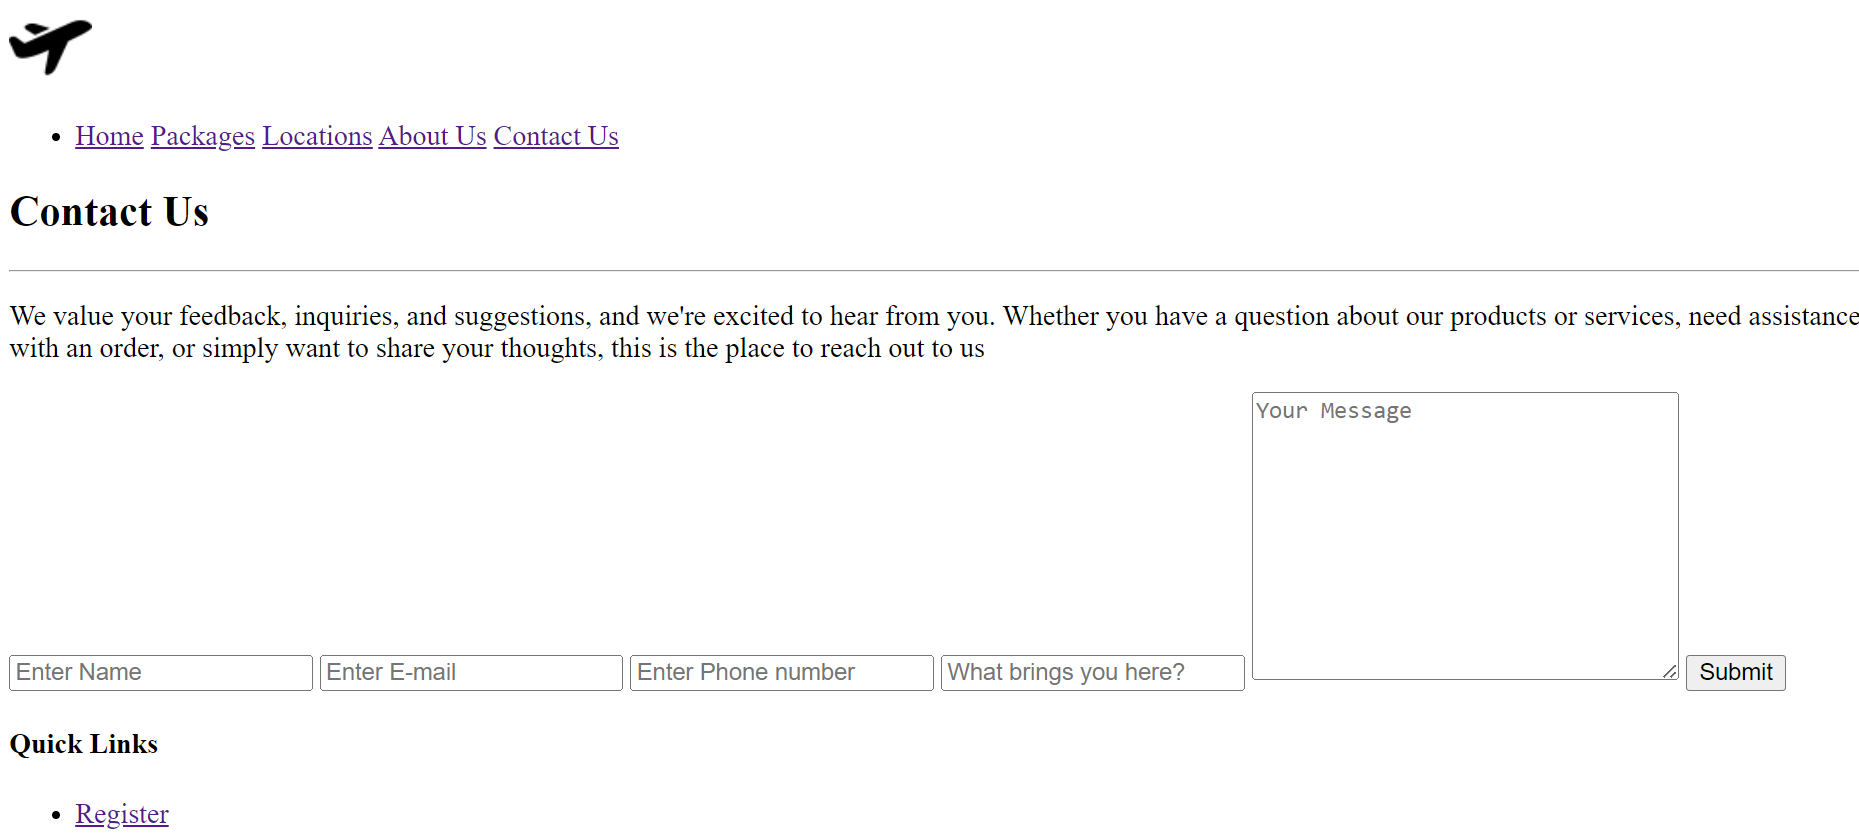 Home Packages Locations About Us Contact Us
Contact Us
We value your feedback, inquiries, and suggestions, and we're excited to hear from you. Whether you have a question about our products or services, need assistance
with an order, or simply want to share your thoughts, this is the place to reach out to us
Your Message
Enter Name Enter E-mail Enter Phone number What brings you here? Submit
Quick Links
Register